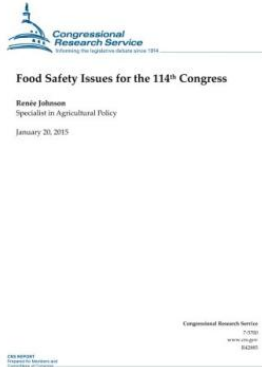 Congressional
Research Service
Informing the legislative debate since 1914
Food Safety Issues for the 114th Congress
Renée Johnson
Specialist in Agricultural Policy
January 20, 2015
Congressional Research Service
7-5700
www.crs.gov
CRS REPORT
Prepared for Members and
Committees of Congress